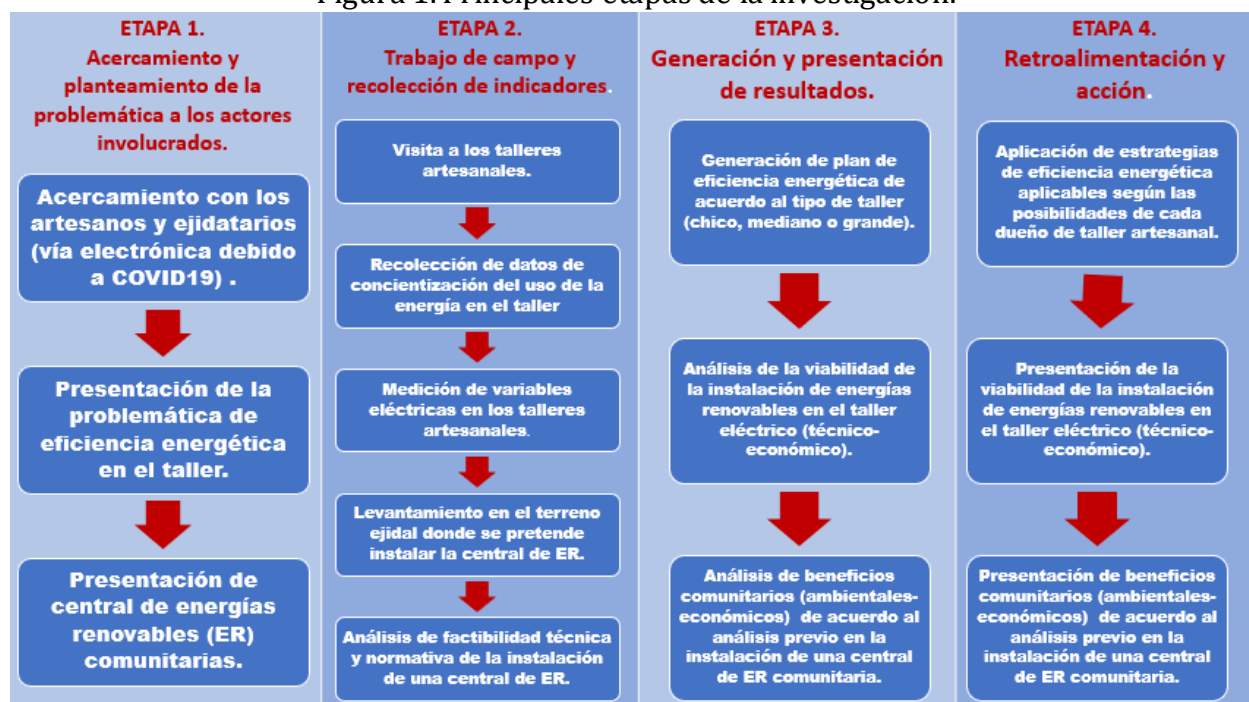 Figura 1. Principales etapas de la investigación.
ETAPA 1.
Acercamiento y
planteamiento de la
problemática a los actores
involucrados.
Acercamiento con los
artesanos y ejidatarios
(vía electrónica debido
a COVID19) .
Presentación de la
problemática de
eficiencia energética
en el taller.
Presentación de
central de energías
renovables (ER)
comunitarias.
ETAPA 2.
Trabajo de campo y
recolección de indicadores.
Visita a los talleres
artesanales.
Recolección de datos de
concientización del uso de la
energía en el taller
Medición de variables
eléctricas en los talleres
artesanales.
Levantamiento en el terreno
ejidal donde se pretende
instalar la central de ER.
Análisis de factibilidad técnica
y normativa de la instalación
de una central de ER.
ETAPA 3.
Generación y presentación
de resultados.
Generación de plan de
eficiencia energética de
acuerdo al tipo de taller
(chico, mediano o grande).
Análisis de la viabilidad de
la instalación de energías
renovables en el taller
eléctrico (técnico-
económico).
Análisis de beneficios
comunitarios (ambientales-
económicos) de acuerdo al
análisis previo en la
instalación de una central
de ER comunitaria.
ETAPA 4.
Retroalimentación y
acción.
Aplicación de estrategias
de eficiencia energética
aplicables según las
posibilidades de cada
dueño de taller artesanal.
Presentación de la
viabilidad de la instalación
de energías renovables en
el taller eléctrico (técnico-
económico).
Presentación de beneficios
comunitarios (ambientales-
económicos) de acuerdo al
análisis previo en la
instalación de una central
de ER comunitaria.